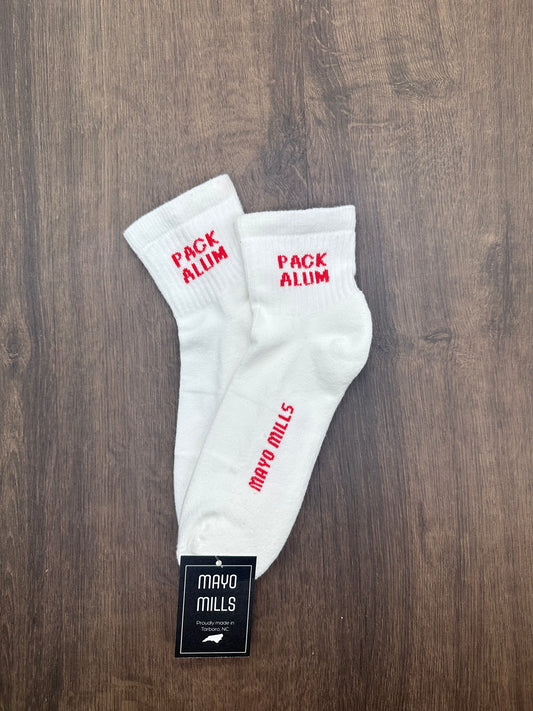 PACK
ALUM
PACK
ALUM
MAYO MILLS
MAYO
MILLS
Proudly made in
Tarboro, NC